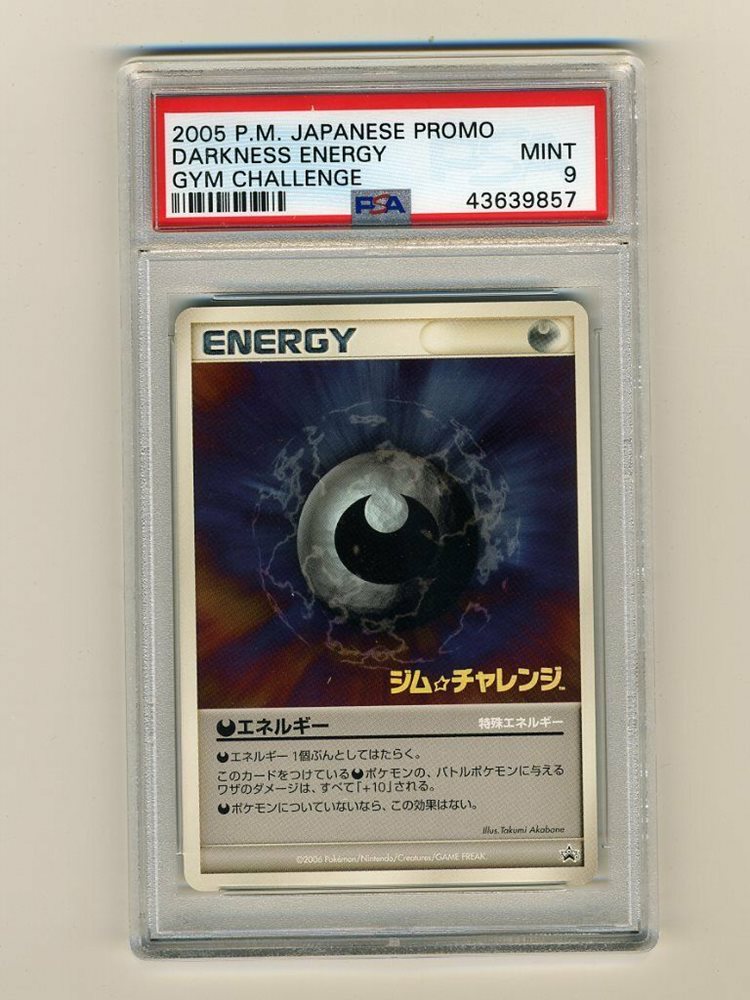 2005 P.M. JAPANESE PROMO
DARKNESS ENERGY MINT
GYM CHALLENGE 9
PSA 43639857
ENERGY
ジム☆チャレンジ™
エネルギー 特殊エネルギー
エネルギー1個ぶんとしてはたらく。
このカードをつけているポケモンの、バトルポケモンに与える
ワザのダメージは、すべて「+10」される。
ポケモンについていないなら、この効果はない。
Illus. Takumi Akabane
©2006 Pokémon/Nintendo/Creatures/GAME FREAK.